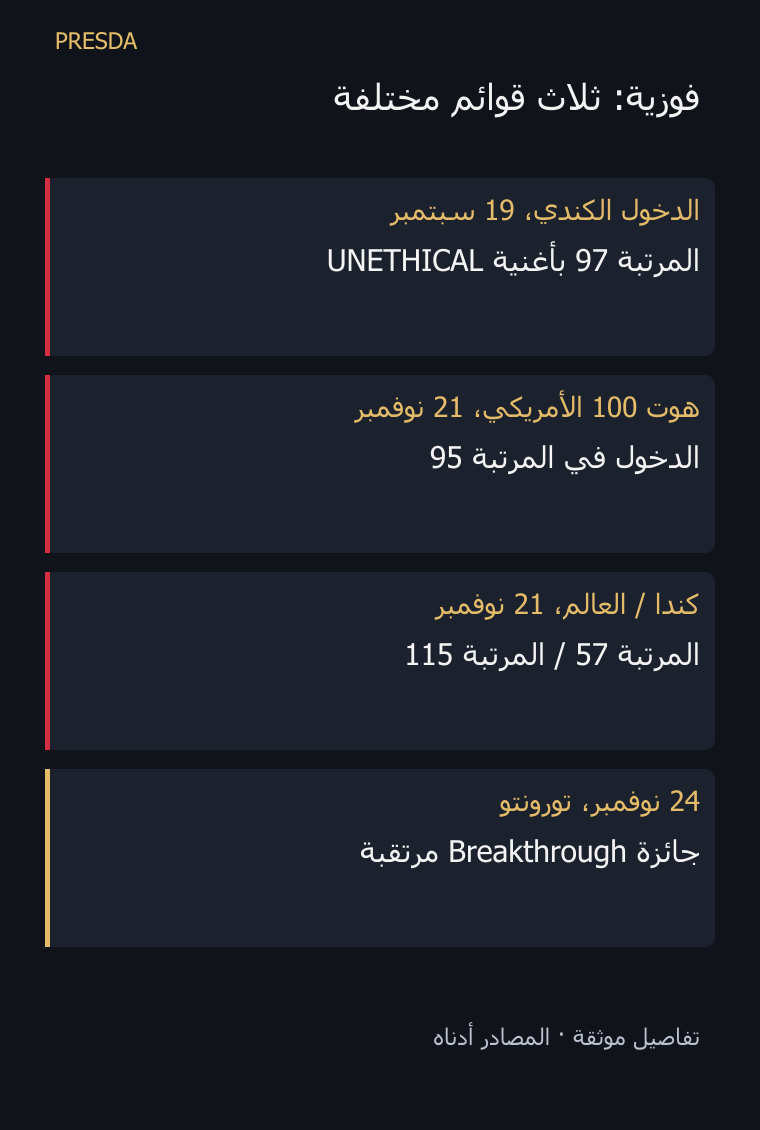 PRESDA
فوزية: ثلاث قوائم مختلفة
الدخول الكندي، 19 سبتمبر
المرتبة 97 بأغنية UNETHICAL
هوت 100 الأمريكي، 21 نوفمبر
الدخول في المرتبة 95
كندا / العالم، 21 نوفمبر
المرتبة 57 / المرتبة 115
24 نوفمبر، تورونتو
جائزة Breakthrough مرتقبة
تفاصيل موثقة · المصادر أدناه